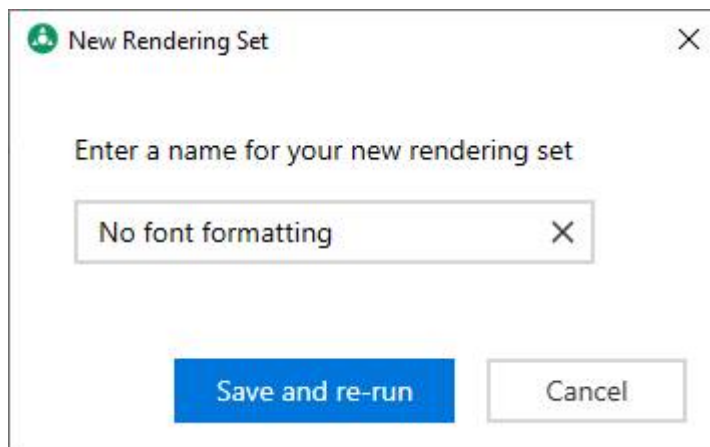 New Rendering Set
Enter a name for your new rendering set
No font formatting
Save and re-run
Cancel